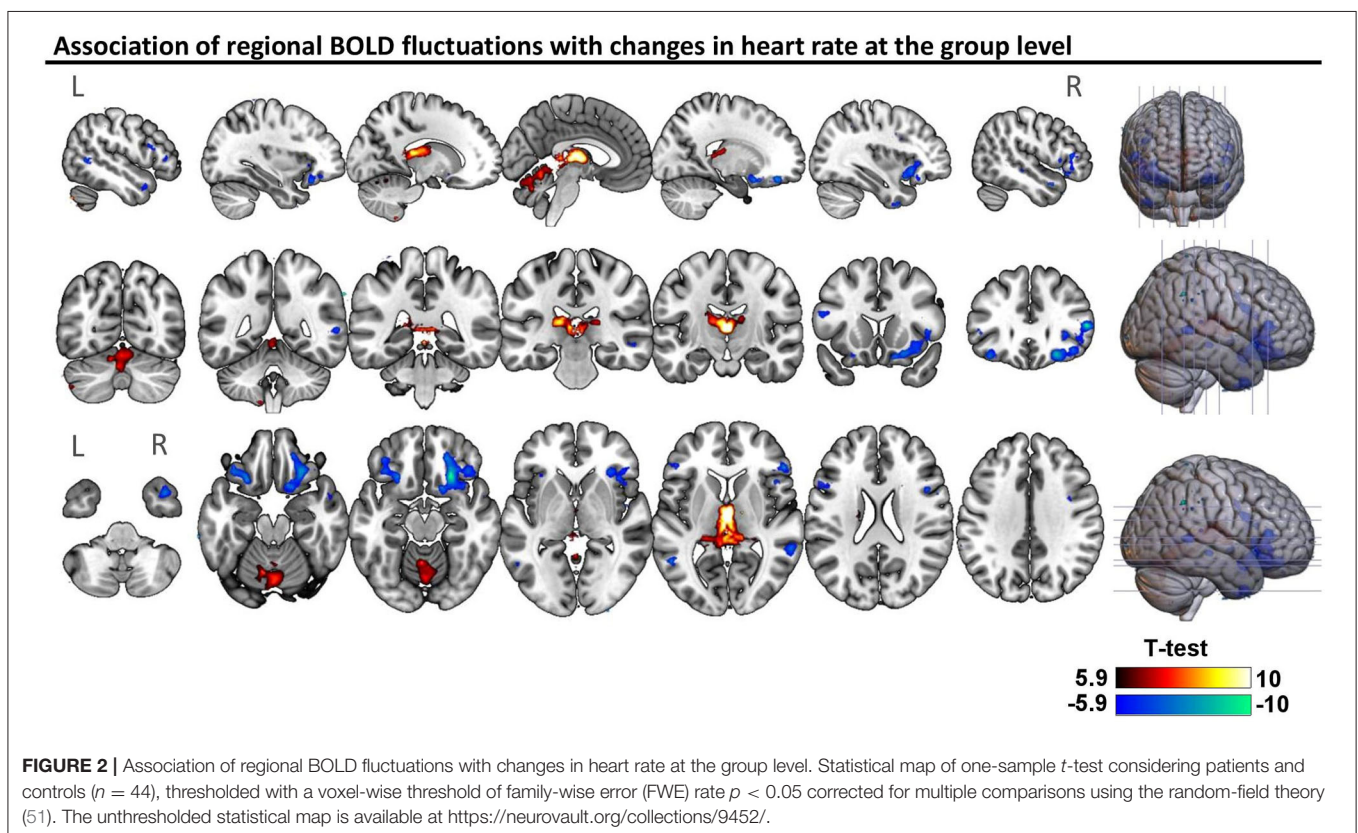 Association of regional BOLD fluctuations with changes in heart rate at the group level
L R
L R
T-test
5.9 10
-5.9 -10
FIGURE 2 | Association of regional BOLD fluctuations with changes in heart rate at the group level. Statistical map of one-sample t-test considering patients and
controls (n = 44), thresholded with a voxel-wise threshold of family-wise error (FWE) rate p < 0.05 corrected for multiple comparisons using the random-field theory
(51). The unthresholded statistical map is available at https://neurovault.org/collections/9452/.